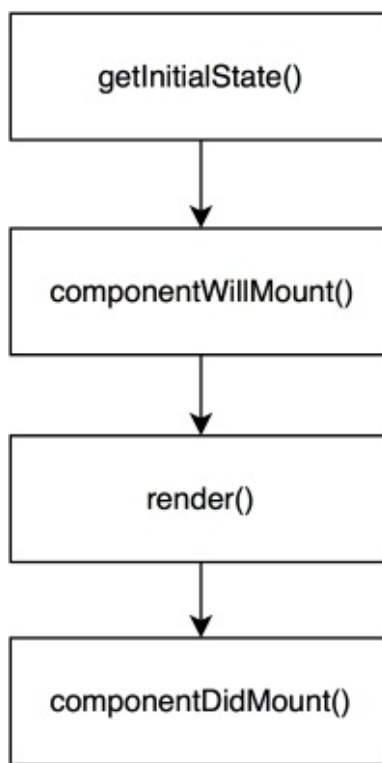 getInitialState()
componentWillMount()
render()
componentDidMount()